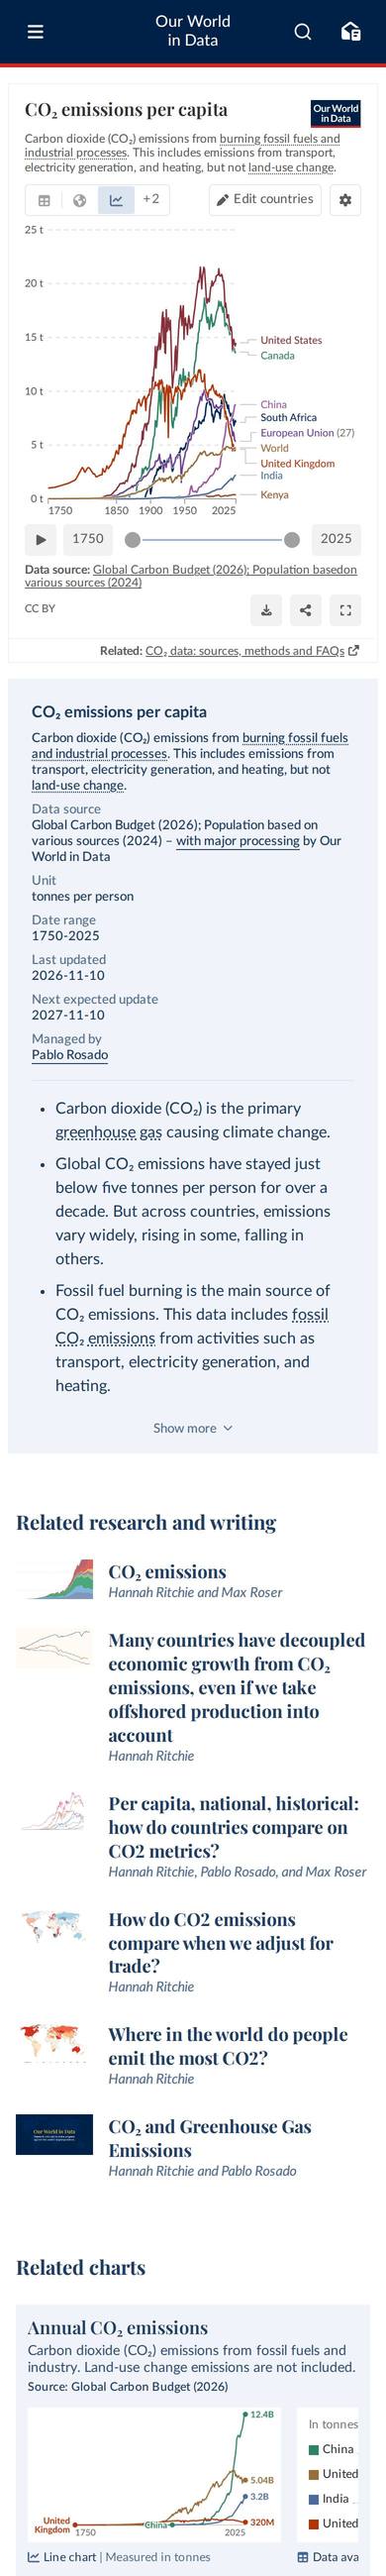 Our World
in Data
CO₂ emissions per capita
Our World
in Data
Carbon dioxide (CO₂) emissions from burning fossil fuels and
industrial processes. This includes emissions from transport,
electricity generation, and heating, but not land-use change.
+2
Edit countries
25 t
20 t
15 t
10 t
5 t
0 t
United States
Canada
China
South Africa
European Union (27)
World
United Kingdom
India
Kenya
1750 1850 1900 1950 2025
1750
2025
Data source: Global Carbon Budget (2026); Population basedon
various sources (2024)
CC BY
Related: CO₂ data: sources, methods and FAQs
CO₂ emissions per capita
Carbon dioxide (CO₂) emissions from burning fossil fuels
and industrial processes. This includes emissions from
transport, electricity generation, and heating, but not
land-use change.
Data source
Global Carbon Budget (2026); Population based on
various sources (2024) – with major processing by Our
World in Data
Unit
tonnes per person
Date range
1750-2025
Last updated
2026-11-10
Next expected update
2027-11-10
Managed by
Pablo Rosado
• Carbon dioxide (CO₂) is the primary
greenhouse gas causing climate change.
• Global CO₂ emissions have stayed just
below five tonnes per person for over a
decade. But across countries, emissions
vary widely, rising in some, falling in
others.
• Fossil fuel burning is the main source of
CO₂ emissions. This data includes fossil
CO₂ emissions from activities such as
transport, electricity generation, and
heating.
Show more
Related research and writing
CO₂ emissions
Hannah Ritchie and Max Roser
Many countries have decoupled
economic growth from CO₂
emissions, even if we take
offshored production into
account
Hannah Ritchie
Per capita, national, historical:
how do countries compare on
CO2 metrics?
Hannah Ritchie, Pablo Rosado, and Max Roser
How do CO2 emissions
compare when we adjust for
trade?
Hannah Ritchie
Where in the world do people
emit the most CO2?
Hannah Ritchie
Our World in Data
CO₂ and Greenhouse Gas
Emissions
Hannah Ritchie and Pablo Rosado
Related charts
Annual CO₂ emissions
Carbon dioxide (CO₂) emissions from fossil fuels and
industry. Land-use change emissions are not included.
Source: Global Carbon Budget (2026)
12.4B
5.04B
3.2B
320M
United
Kingdom
China
1750
2025
In tonnes
China
United
India
United
Line chart | Measured in tonnes
Data ava